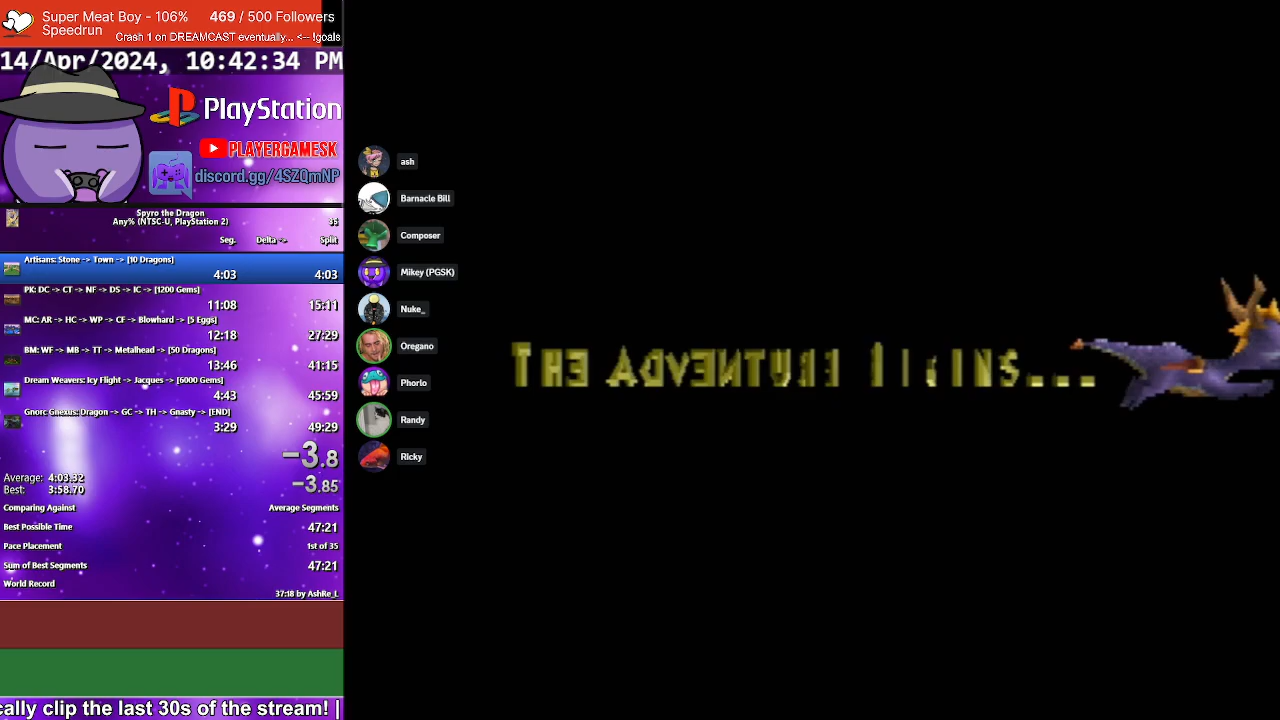 Super Meat Boy - 106% Speedrun
469 / 500 Followers
Crash 1 on DREAMCAST eventually... <-- !goals
14/Apr/2024, 10:42:34 PM
PlayStation
PLAYERGAMESK
discord.gg/4SZQmNP
Spyro the Dragon
Any% (NTSC-U, PlayStation 2)
35
Seg. Delta -> Split
Artisans: Stone -> Town -> [10 Dragons]
4:03 4:03
PK: DC -> CT -> NF -> DS -> IC -> [1200 Gems]
11:08 15:11
MC: AR -> HC -> WP -> CF -> Blowhard -> [5 Eggs]
12:18 27:29
BM: WF -> MB -> TT -> Metalhead -> [50 Dragons]
13:46 41:15
Dream Weavers: Icy Flight -> Jacques -> [6000 Gems]
4:43 45:59
Gnorc Gnexus: Dragon -> GC -> TH -> Gnasty -> [END]
3:29 49:29
−3.8
−3.85
Average: 4:03.32
Best: 3:58.70
Comparing Against Average Segments
Best Possible Time 47:21
Pace Placement 1st of 35
Sum of Best Segments 47:21
World Record
37:18 by AshRe_L
cally clip the last 30s of the stream! |
ash
Barnacle Bill
Composer
Mikey (PGSK)
Nuke_
Oregano
Phorio
Randy
Ricky
The Adventure Begins...